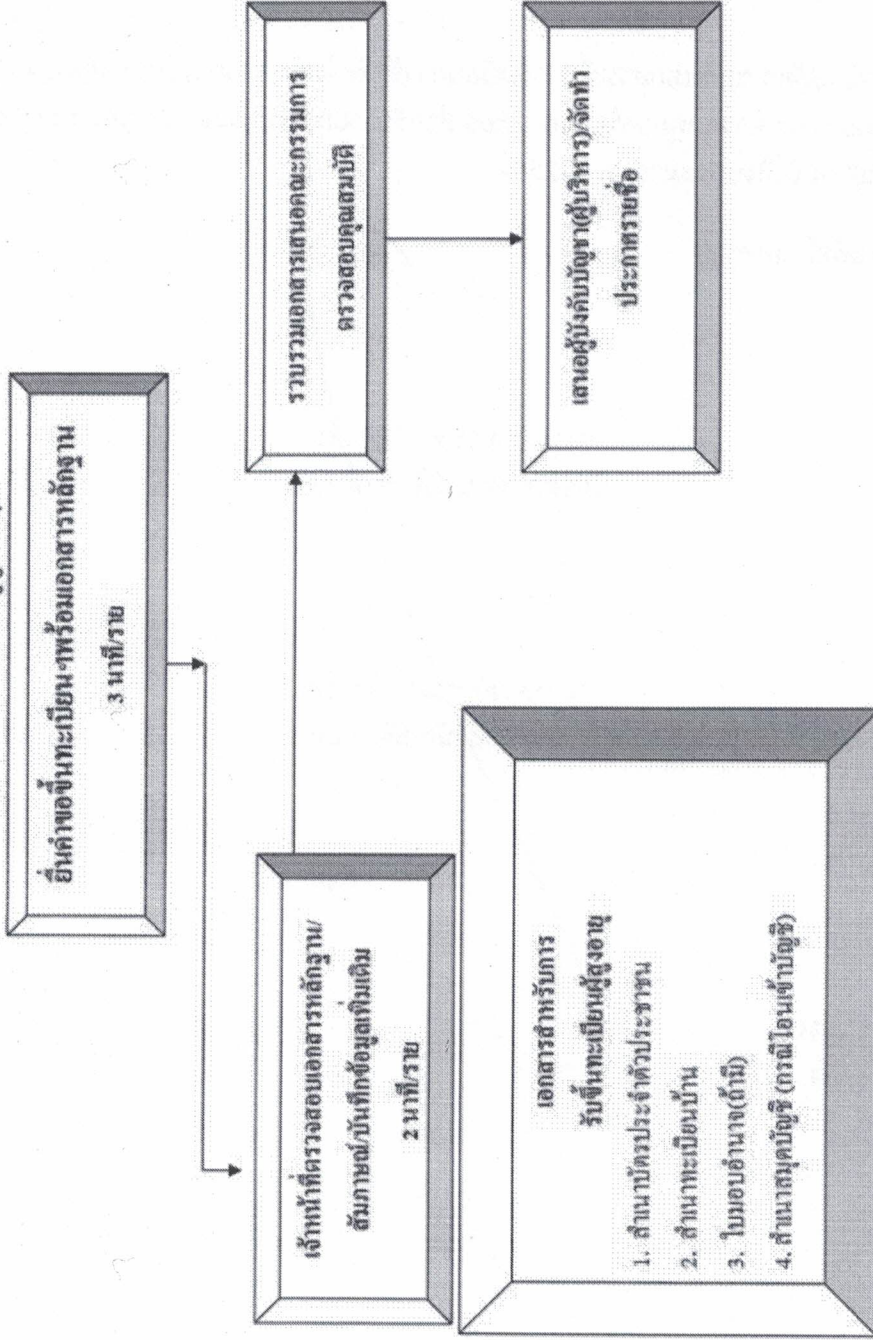 ยื่นคำขอขึ้นทะเบียนฯพร้อมเอกสารหลักฐาน
3 นาที/ราย
เจ้าหน้าที่ตรวจสอบเอกสารหลักฐาน/
สัมภาษณ์/บันทึกข้อมูลเพิ่มเติม
2 นาที/ราย
รวบรวมเอกสารเสนอคณะกรรมการ
ตรวจสอบคุณสมบัติ
เสนอผู้บังคับบัญชา(ผู้บริหาร)/จัดทำ
ประกาศรายชื่อ
เอกสารสำหรับการ
รับขึ้นทะเบียนผู้สูงอายุ
1. สำเนาบัตรประจำตัวประชาชน
2. สำเนาทะเบียนบ้าน
3. ใบมอบอำนาจ(ถ้ามี)
4. สำเนาสมุดบัญชี (กรณีโอนเข้าบัญชี)